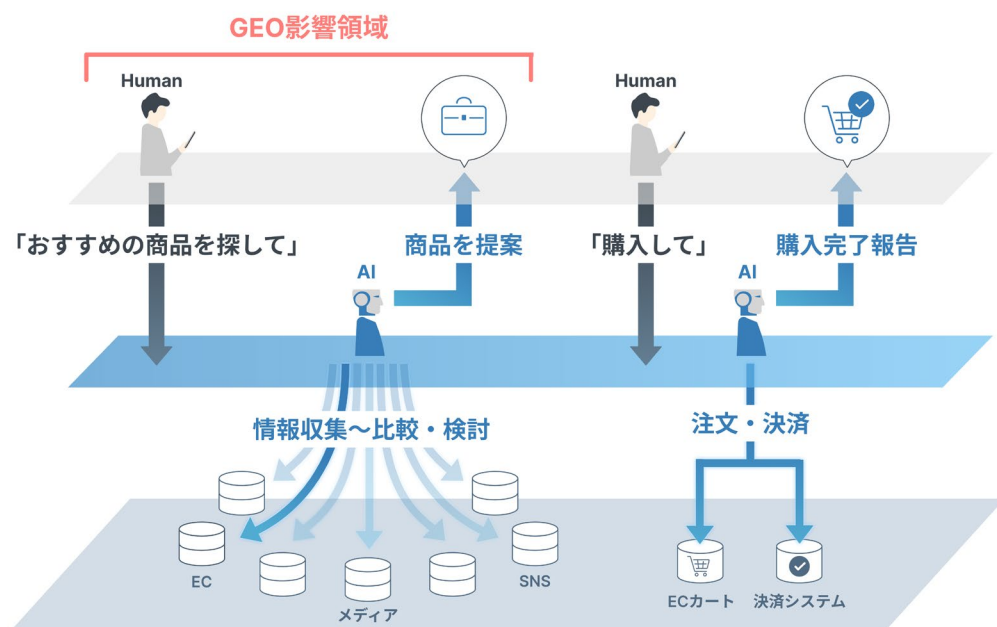 GEO影響領域
Human
Human
「おすすめの商品を探して」
商品を提案
「購入して」
購入完了報告
AI
AI
情報収集〜比較・検討
注文・決済
EC
メディア
SNS
ECカート
決済システム